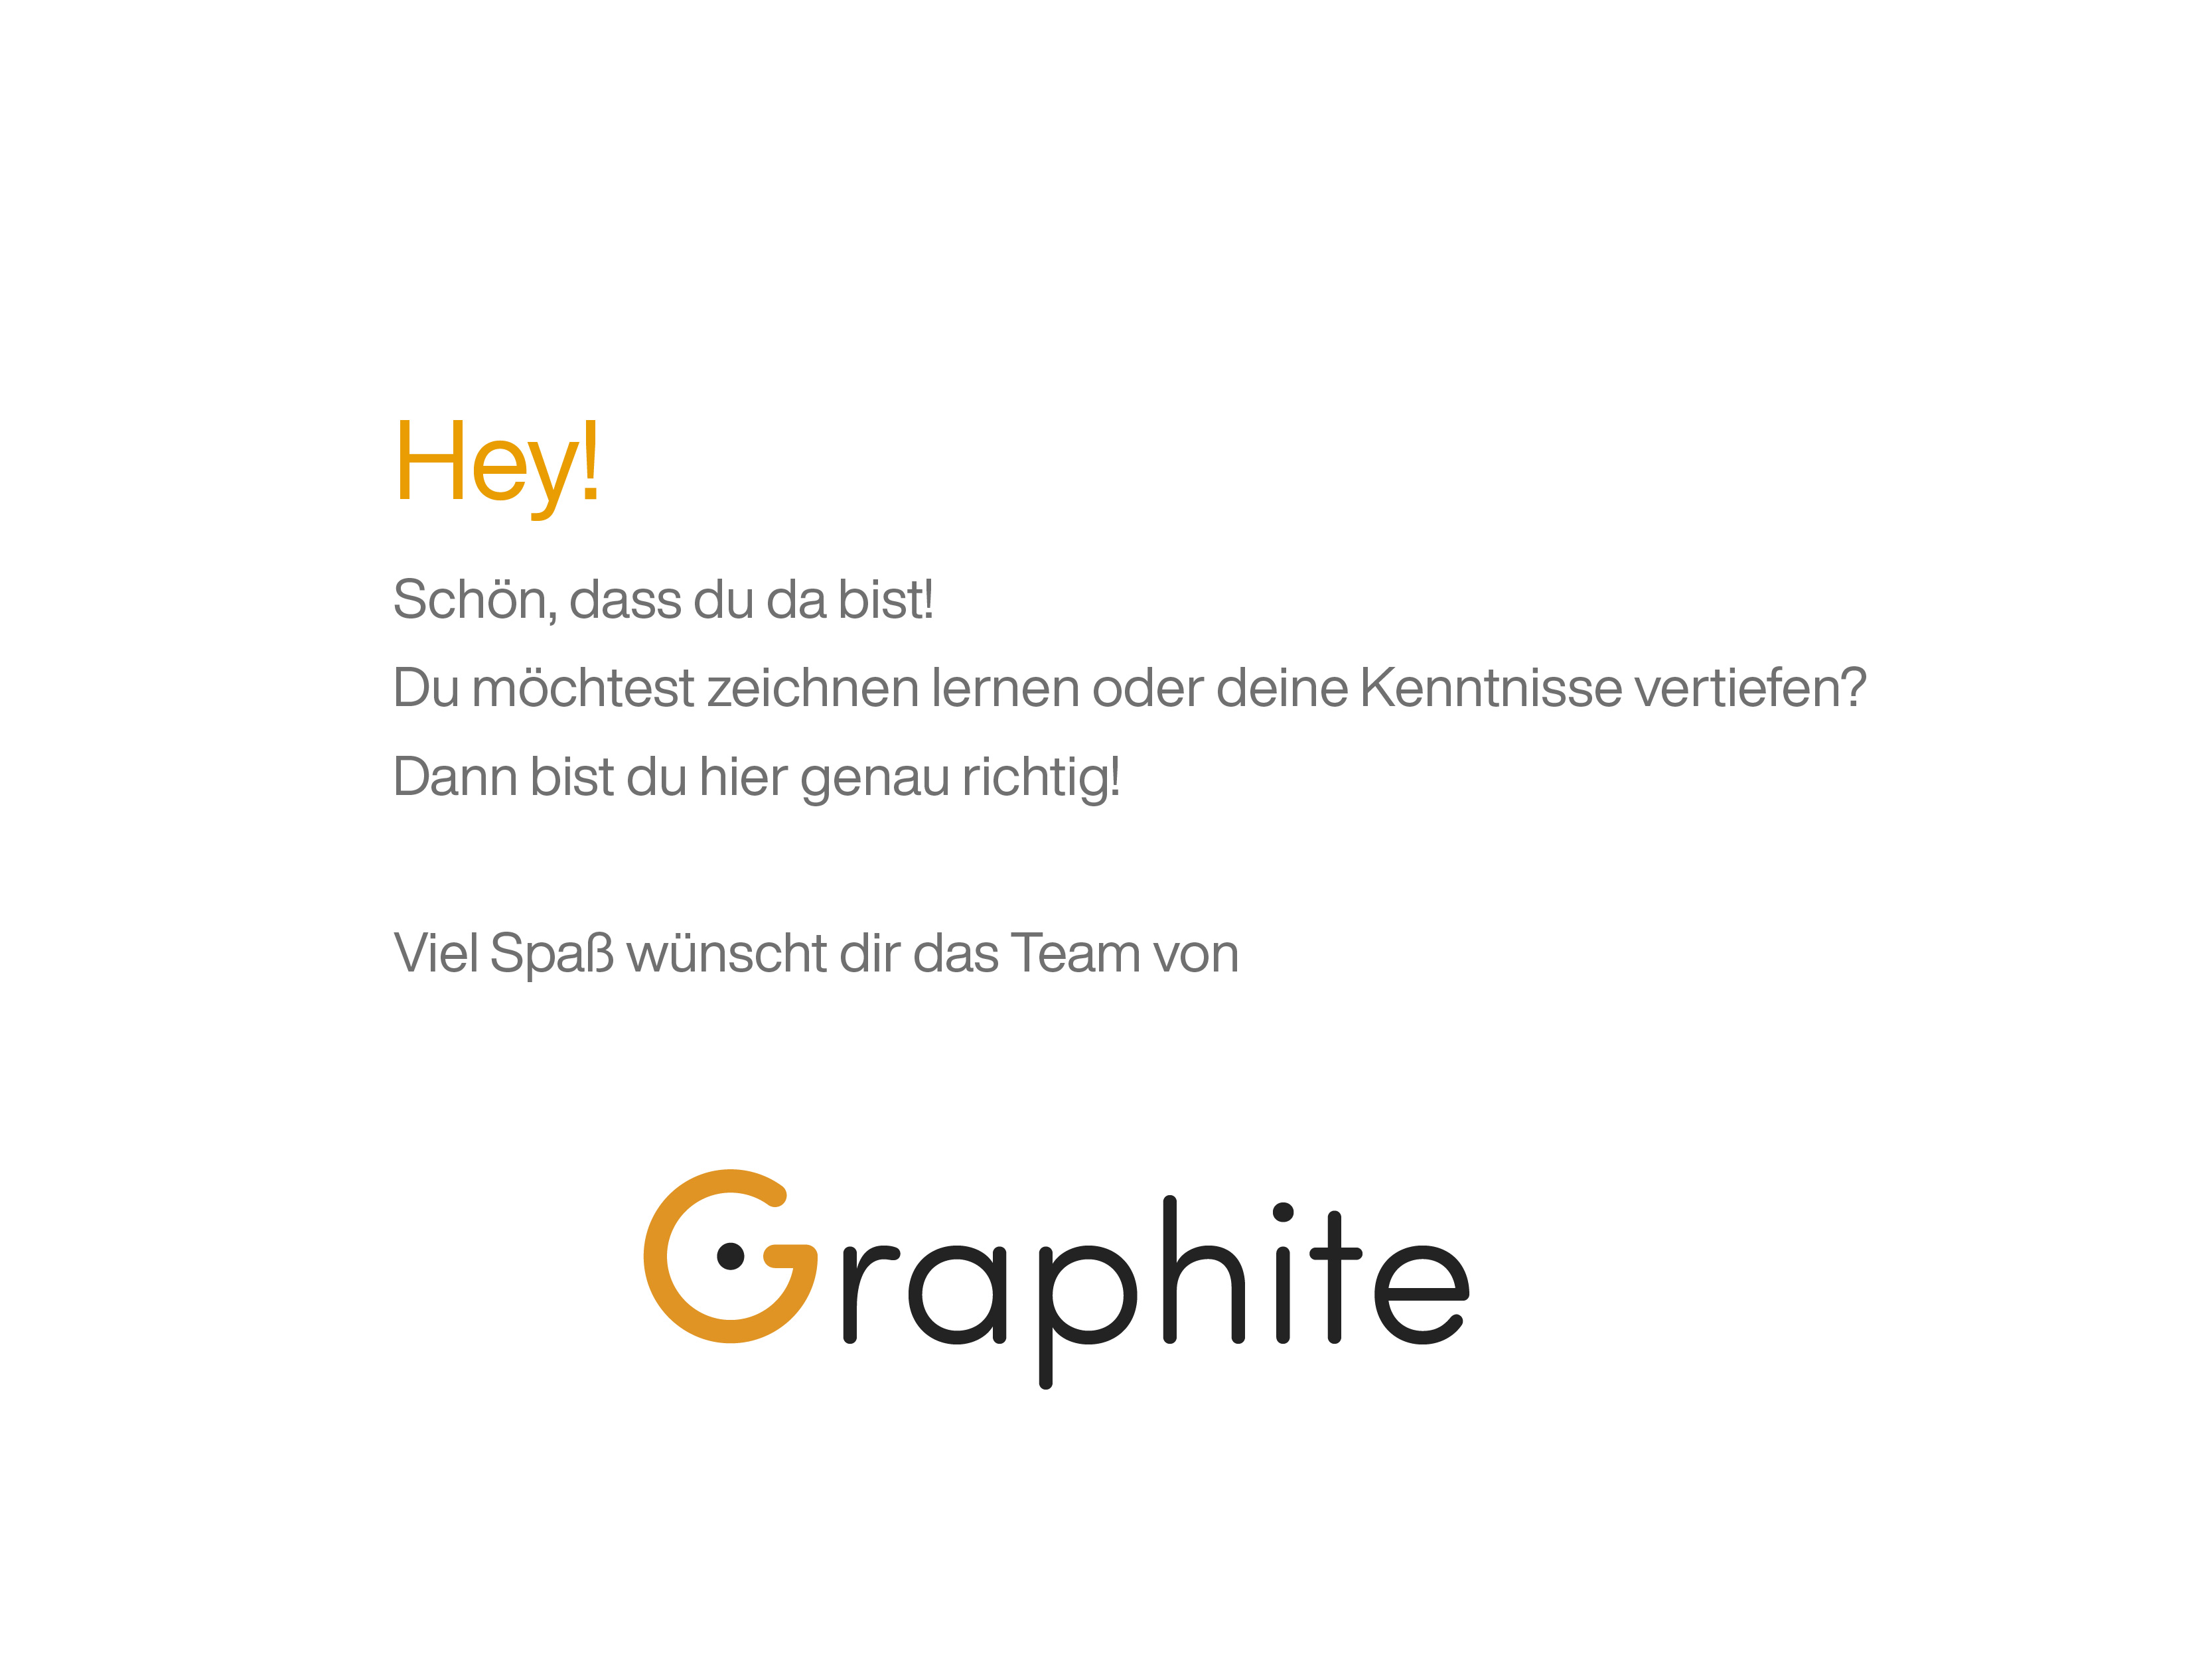 Hey!
Schön, dass du da bist!
Du möchtest zeichnen lernen oder deine Kenntnisse vertiefen?
Dann bist du hier genau richtig!
Viel Spaß wünscht dir das Team von
Graphite